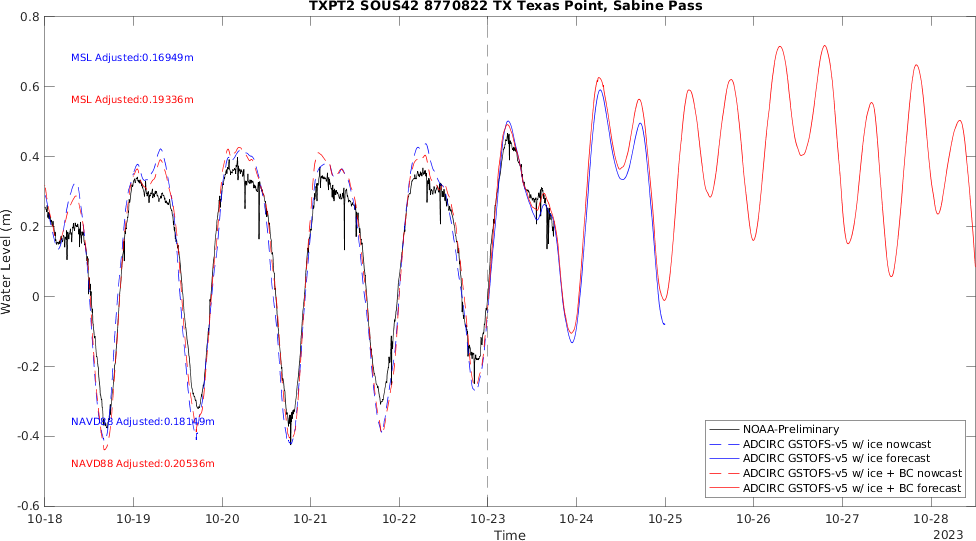 TXPT2 SOUS42 8770822 TX Texas Point, Sabine Pass
0.8
0.6
0.4
0.2
0
-0.2
-0.4
-0.6
Water Level (m)
MSL Adjusted:0.16949m
MSL Adjusted:0.19336m
NAVD88 Adjusted:0.18149m
NAVD88 Adjusted:0.20536m
NOAA-Preliminary
ADCIRC GSTOFS-v5 w/ ice nowcast
ADCIRC GSTOFS-v5 w/ ice forecast
ADCIRC GSTOFS-v5 w/ ice + BC nowcast
ADCIRC GSTOFS-v5 w/ ice + BC forecast
10-18 10-19 10-20 10-21 10-22 10-23 10-24 10-25 10-26 10-27 10-28
Time
2023